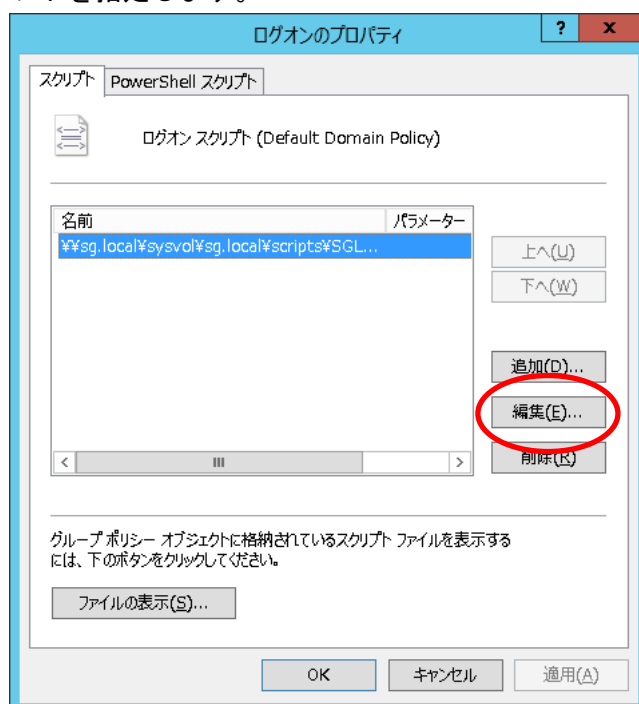 を指定します。
ログオンのプロパティ
? x
スクリプト PowerShell スクリプト
ログオン スクリプト (Default Domain Policy)
名前 パラメーター
¥¥sg.local¥sysvol¥sg.local¥scripts¥SGL...
上へ(U)
下へ(W)
追加(D)...
編集(E)...
削除(R)
グループ ポリシー オブジェクトに格納されているスクリプト ファイルを表示する
には、下のボタンをクリックしてください。
ファイルの表示(S)...
OK キャンセル 適用(A)